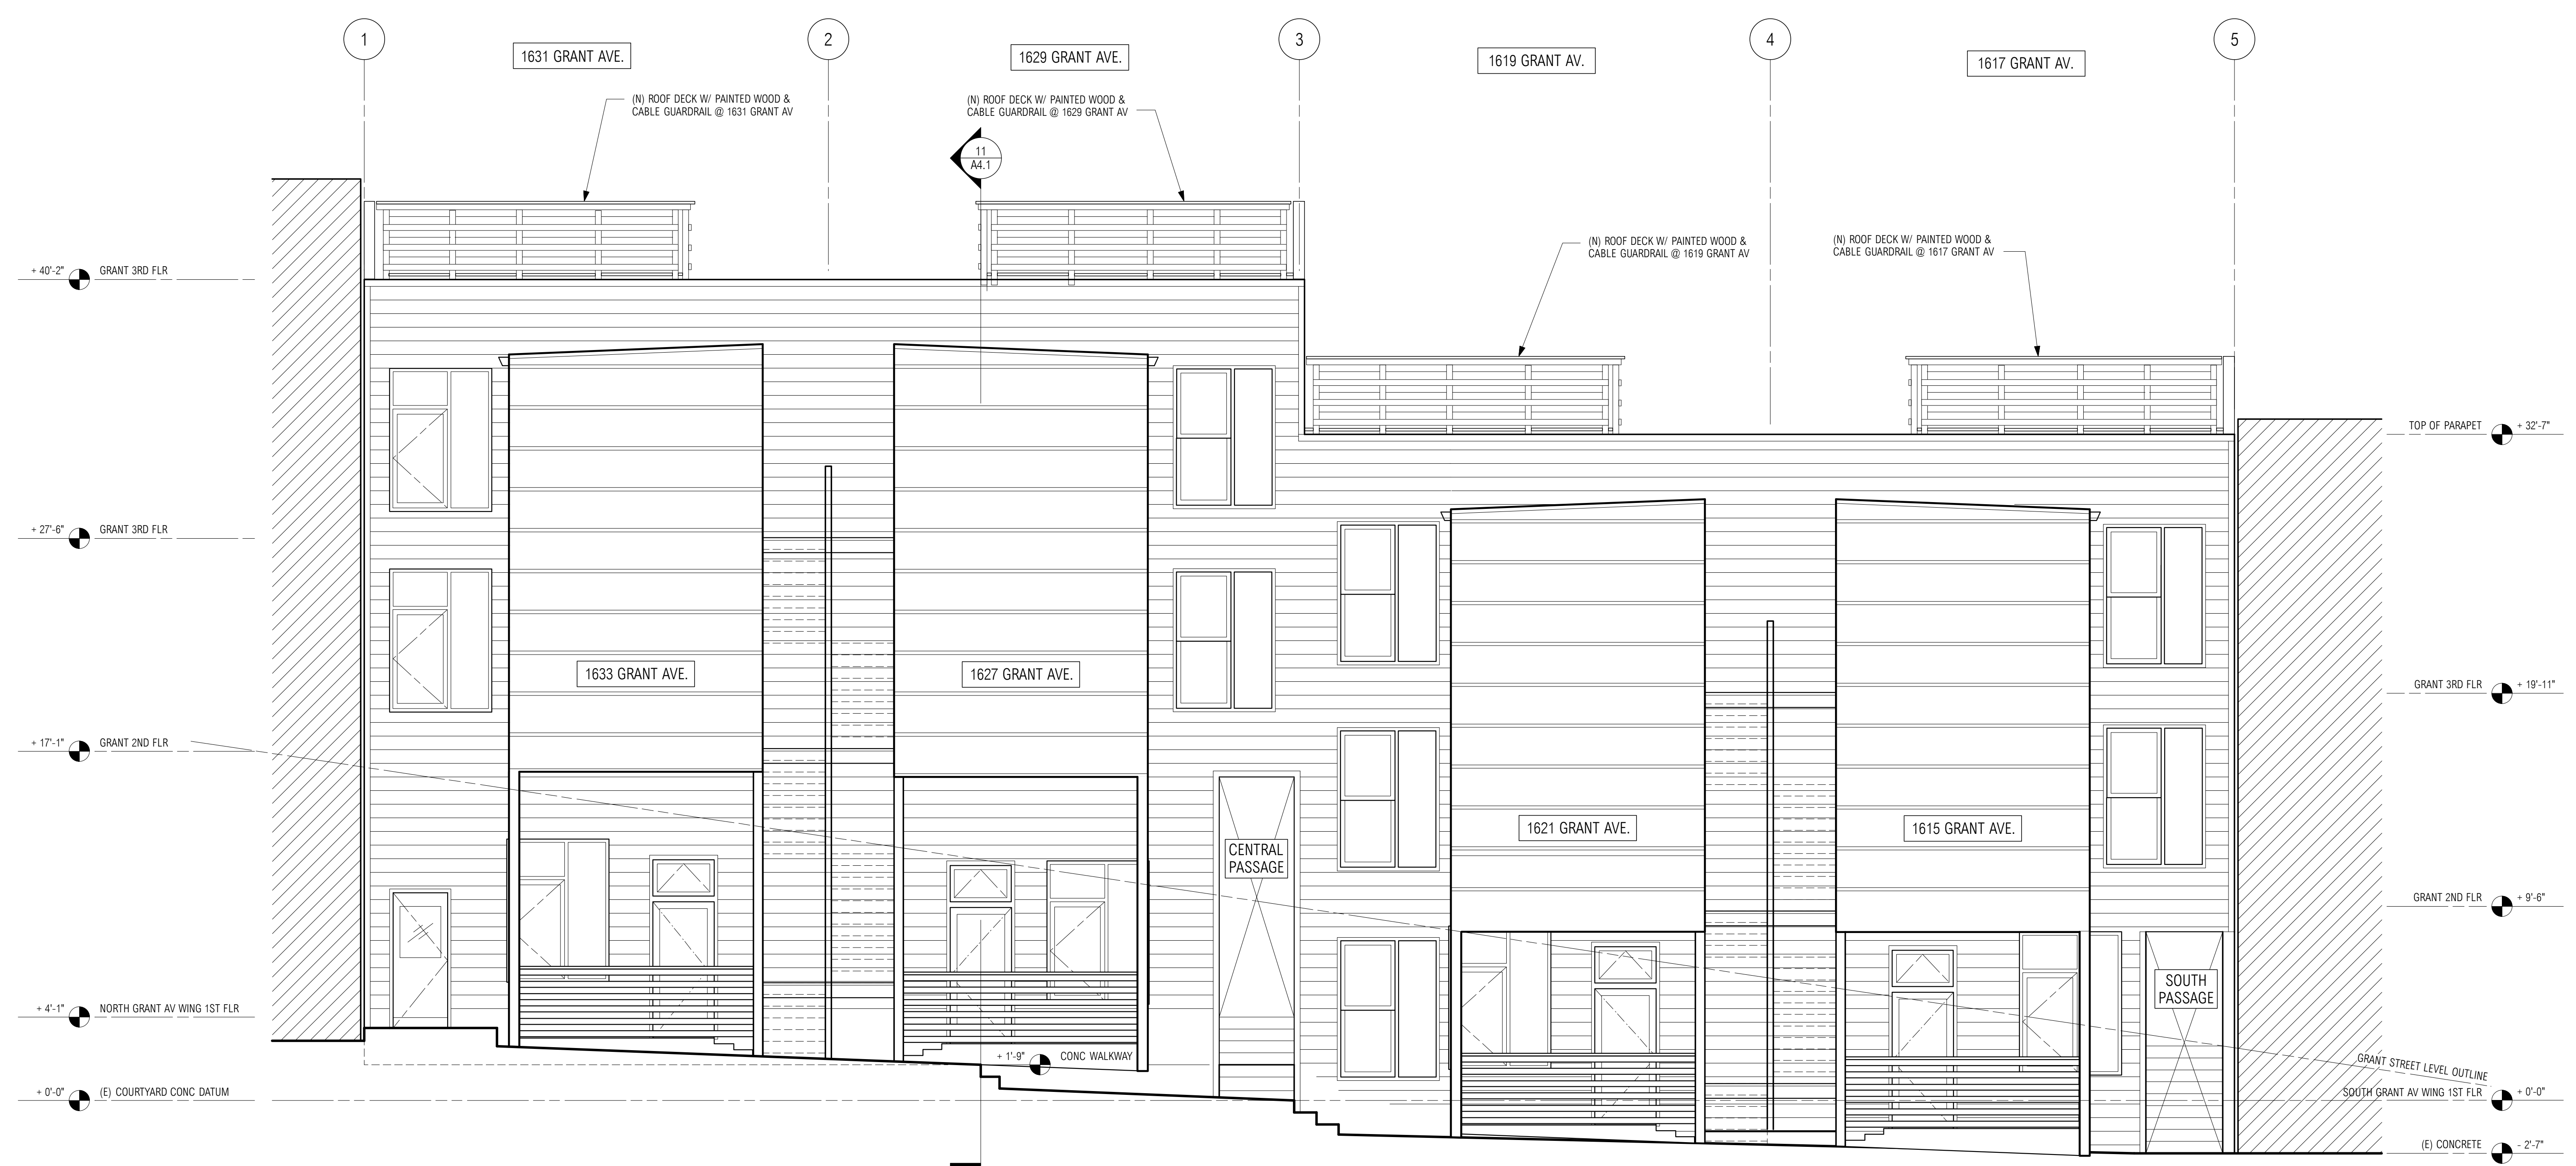 1
2
3
4
5
1631 GRANT AVE.
1629 GRANT AVE.
1619 GRANT AV.
1617 GRANT AV.
(N) ROOF DECK W/ PAINTED WOOD &
CABLE GUARDRAIL @ 1631 GRANT AV
(N) ROOF DECK W/ PAINTED WOOD &
CABLE GUARDRAIL @ 1629 GRANT AV
11
A4.1
(N) ROOF DECK W/ PAINTED WOOD &
CABLE GUARDRAIL @ 1619 GRANT AV
(N) ROOF DECK W/ PAINTED WOOD &
CABLE GUARDRAIL @ 1617 GRANT AV
+ 40'-2" GRANT 3RD FLR
TOP OF PARAPET + 32'-7"
+ 27'-6" GRANT 3RD FLR
1633 GRANT AVE.
1627 GRANT AVE.
GRANT 3RD FLR + 19'-11"
+ 17'-1" GRANT 2ND FLR
1621 GRANT AVE.
1615 GRANT AVE.
CENTRAL
PASSAGE
GRANT 2ND FLR + 9'-6"
SOUTH
PASSAGE
+ 4'-1" NORTH GRANT AV WING 1ST FLR
+ 1'-9" CONC WALKWAY
GRANT STREET LEVEL OUTLINE
+ 0'-0" (E) COURTYARD CONC DATUM
SOUTH GRANT AV WING 1ST FLR + 0'-0"
(E) CONCRETE - 2'-7"